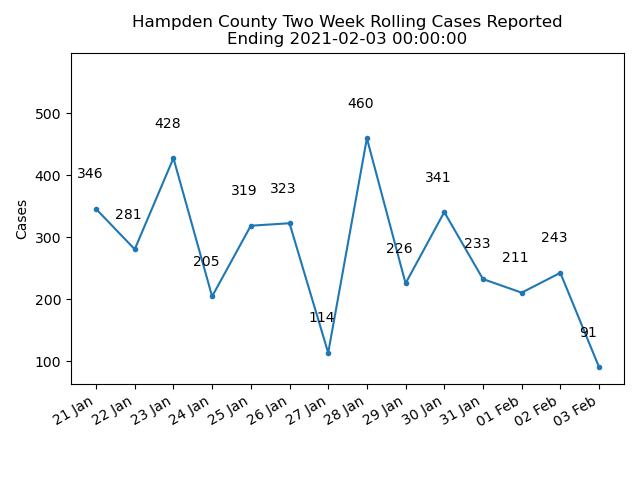 Hampden County Two Week Rolling Cases Reported
Ending 2021-02-03 00:00:00
Cases
500
400
300
200
100
346
281
428
205
319
323
114
460
226
341
233
211
243
91
21 Jan
22 Jan
23 Jan
24 Jan
25 Jan
26 Jan
27 Jan
28 Jan
29 Jan
30 Jan
31 Jan
01 Feb
02 Feb
03 Feb